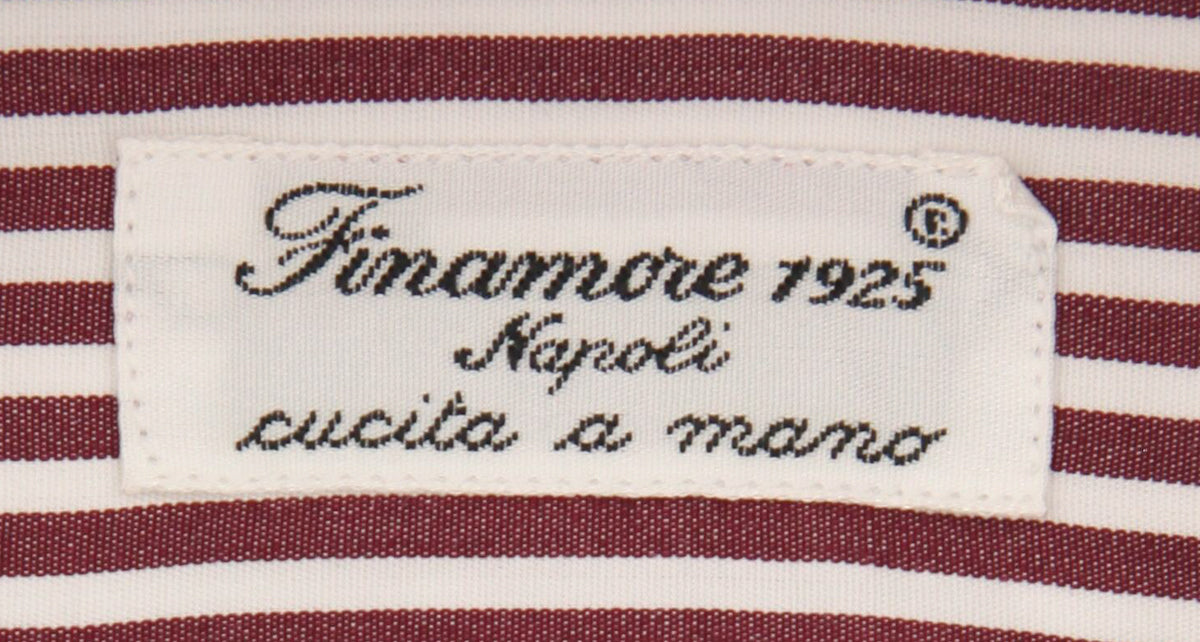 Finamore 1925®
Napoli
cucita a mano